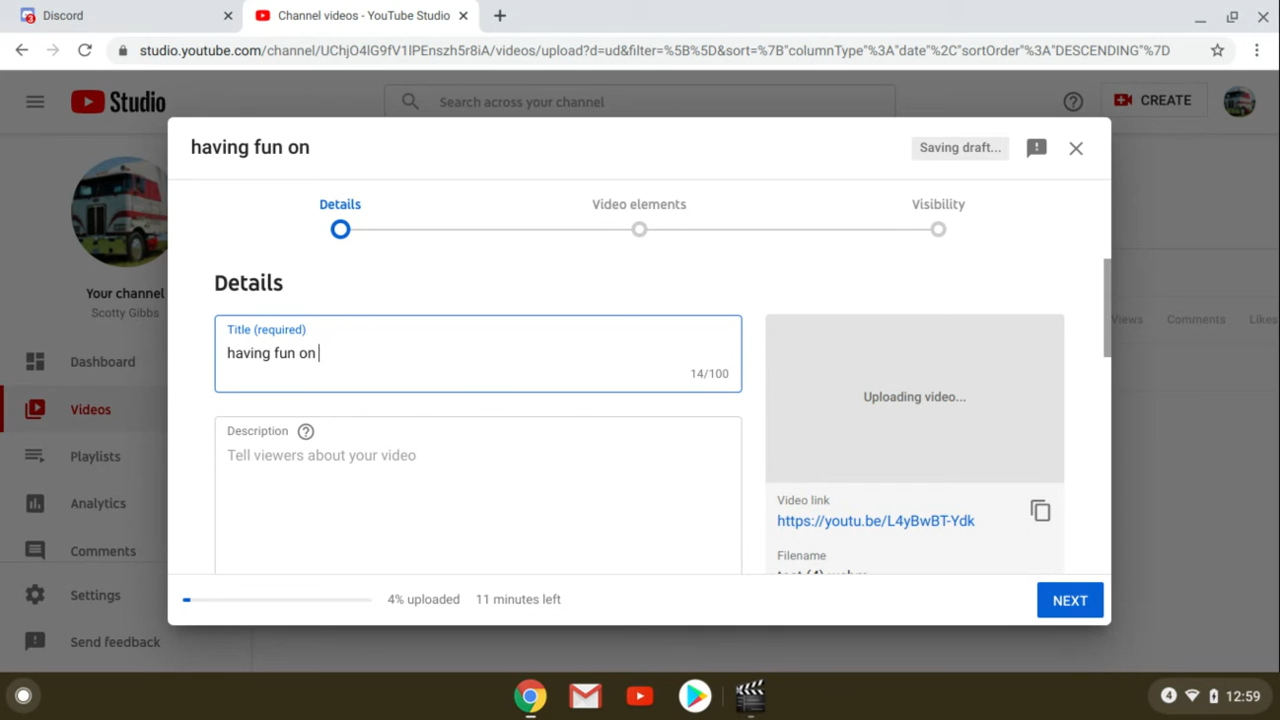 Discord
Channel videos - YouTube Studio
studio.youtube.com/channel/UChjO4lG9fV1lPEnszh5r8iA/videos/upload?d=ud&filter=%5B%5D&sort=%7B"columnType"%3A"date"%2C"sortOrder"%3A"DESCENDING"%7D
Studio
Search across your channel
CREATE
having fun on
Saving draft...
Details
Video elements
Visibility
Details
Your channel
Scotty Gibbs
Title (required)
having fun on
14/100
Views
Comments
Likes
Uploading video...
Dashboard
Videos
Description
Tell viewers about your video
Playlists
Analytics
Video link
https://youtu.be/L4yBwBT-Ydk
Comments
Filename
Settings
4% uploaded
11 minutes left
NEXT
Send feedback
4
12:59